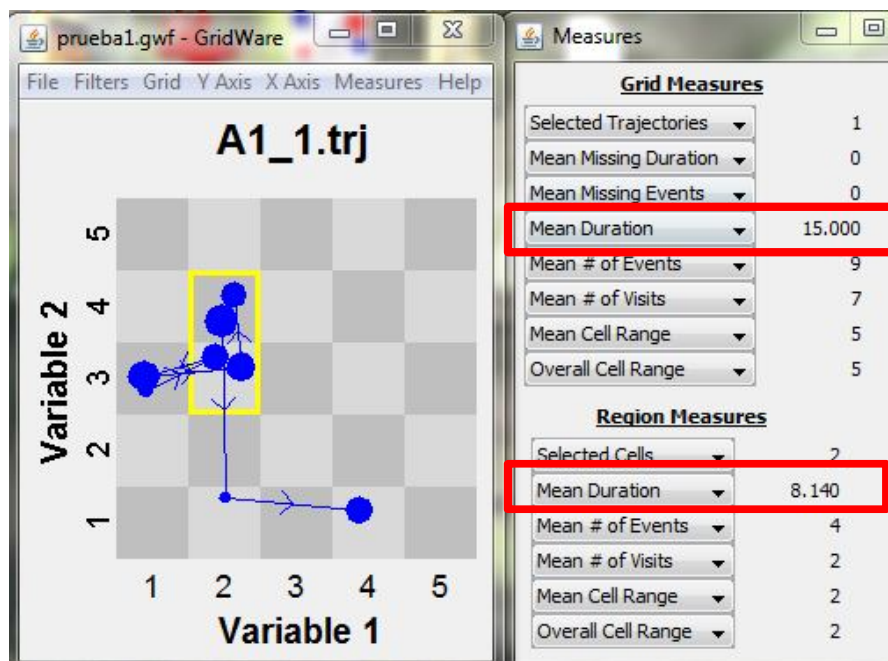 prueba1.gwf - GridWare
File Filters Grid Y Axis X Axis Measures Help
A1_1.trj
Variable 2
5
4
3
2
1
1 2 3 4 5
Variable 1
Measures
Grid Measures
Selected Trajectories 1
Mean Missing Duration 0
Mean Missing Events 0
Mean Duration 15.000
Mean # of Events 9
Mean # of Visits 7
Mean Cell Range 5
Overall Cell Range 5
Region Measures
Selected Cells 2
Mean Duration 8.140
Mean # of Events 4
Mean # of Visits 2
Mean Cell Range 2
Overall Cell Range 2